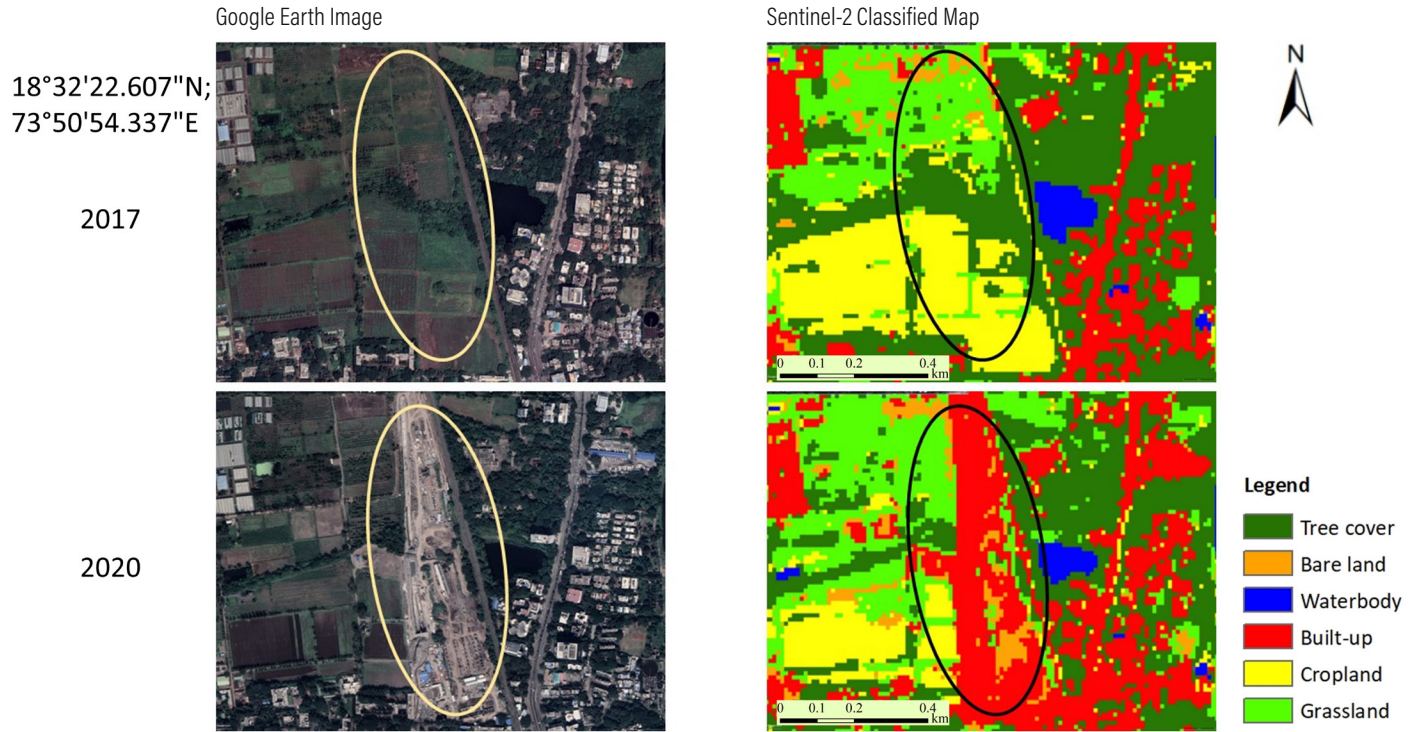 Google Earth Image
Sentinel-2 Classified Map
N
18°32'22.607"N;
73°50'54.337"E
2017
0 0.1 0.2 0.4
km
2020
0 0.1 0.2 0.4
km
Legend
Tree cover
Bare land
Waterbody
Built-up
Cropland
Grassland